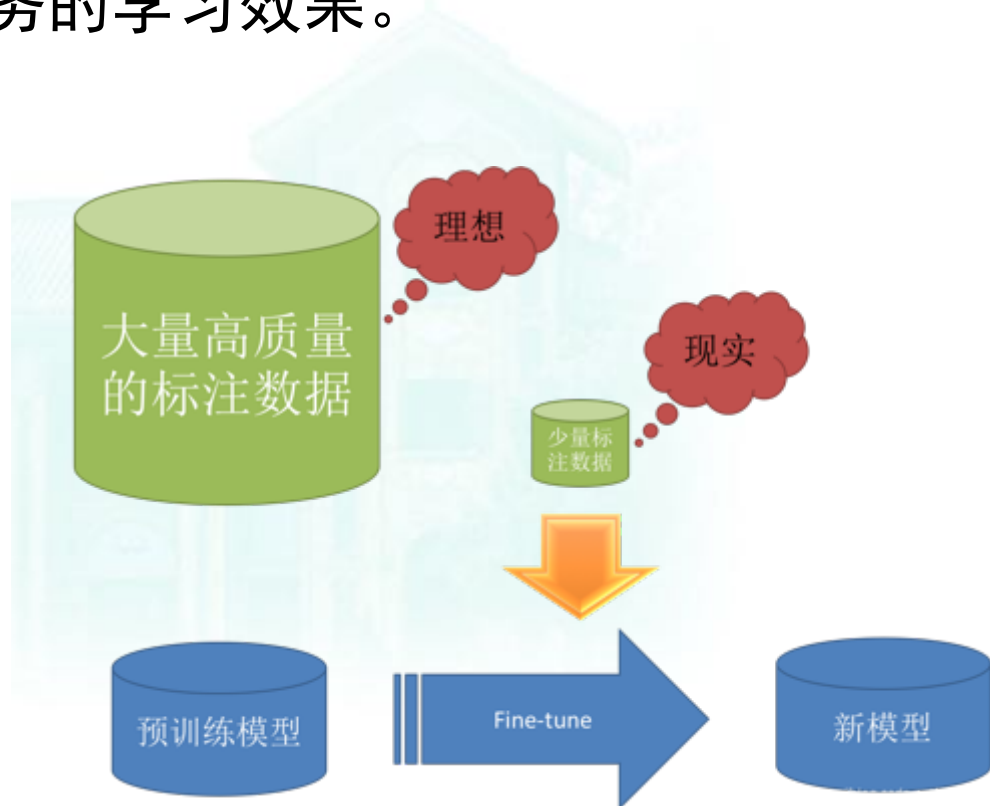 务的学习效果。
理想
大量高质量
的标注数据
现实
少量标
注数据
预训练模型
Fine-tune
新模型